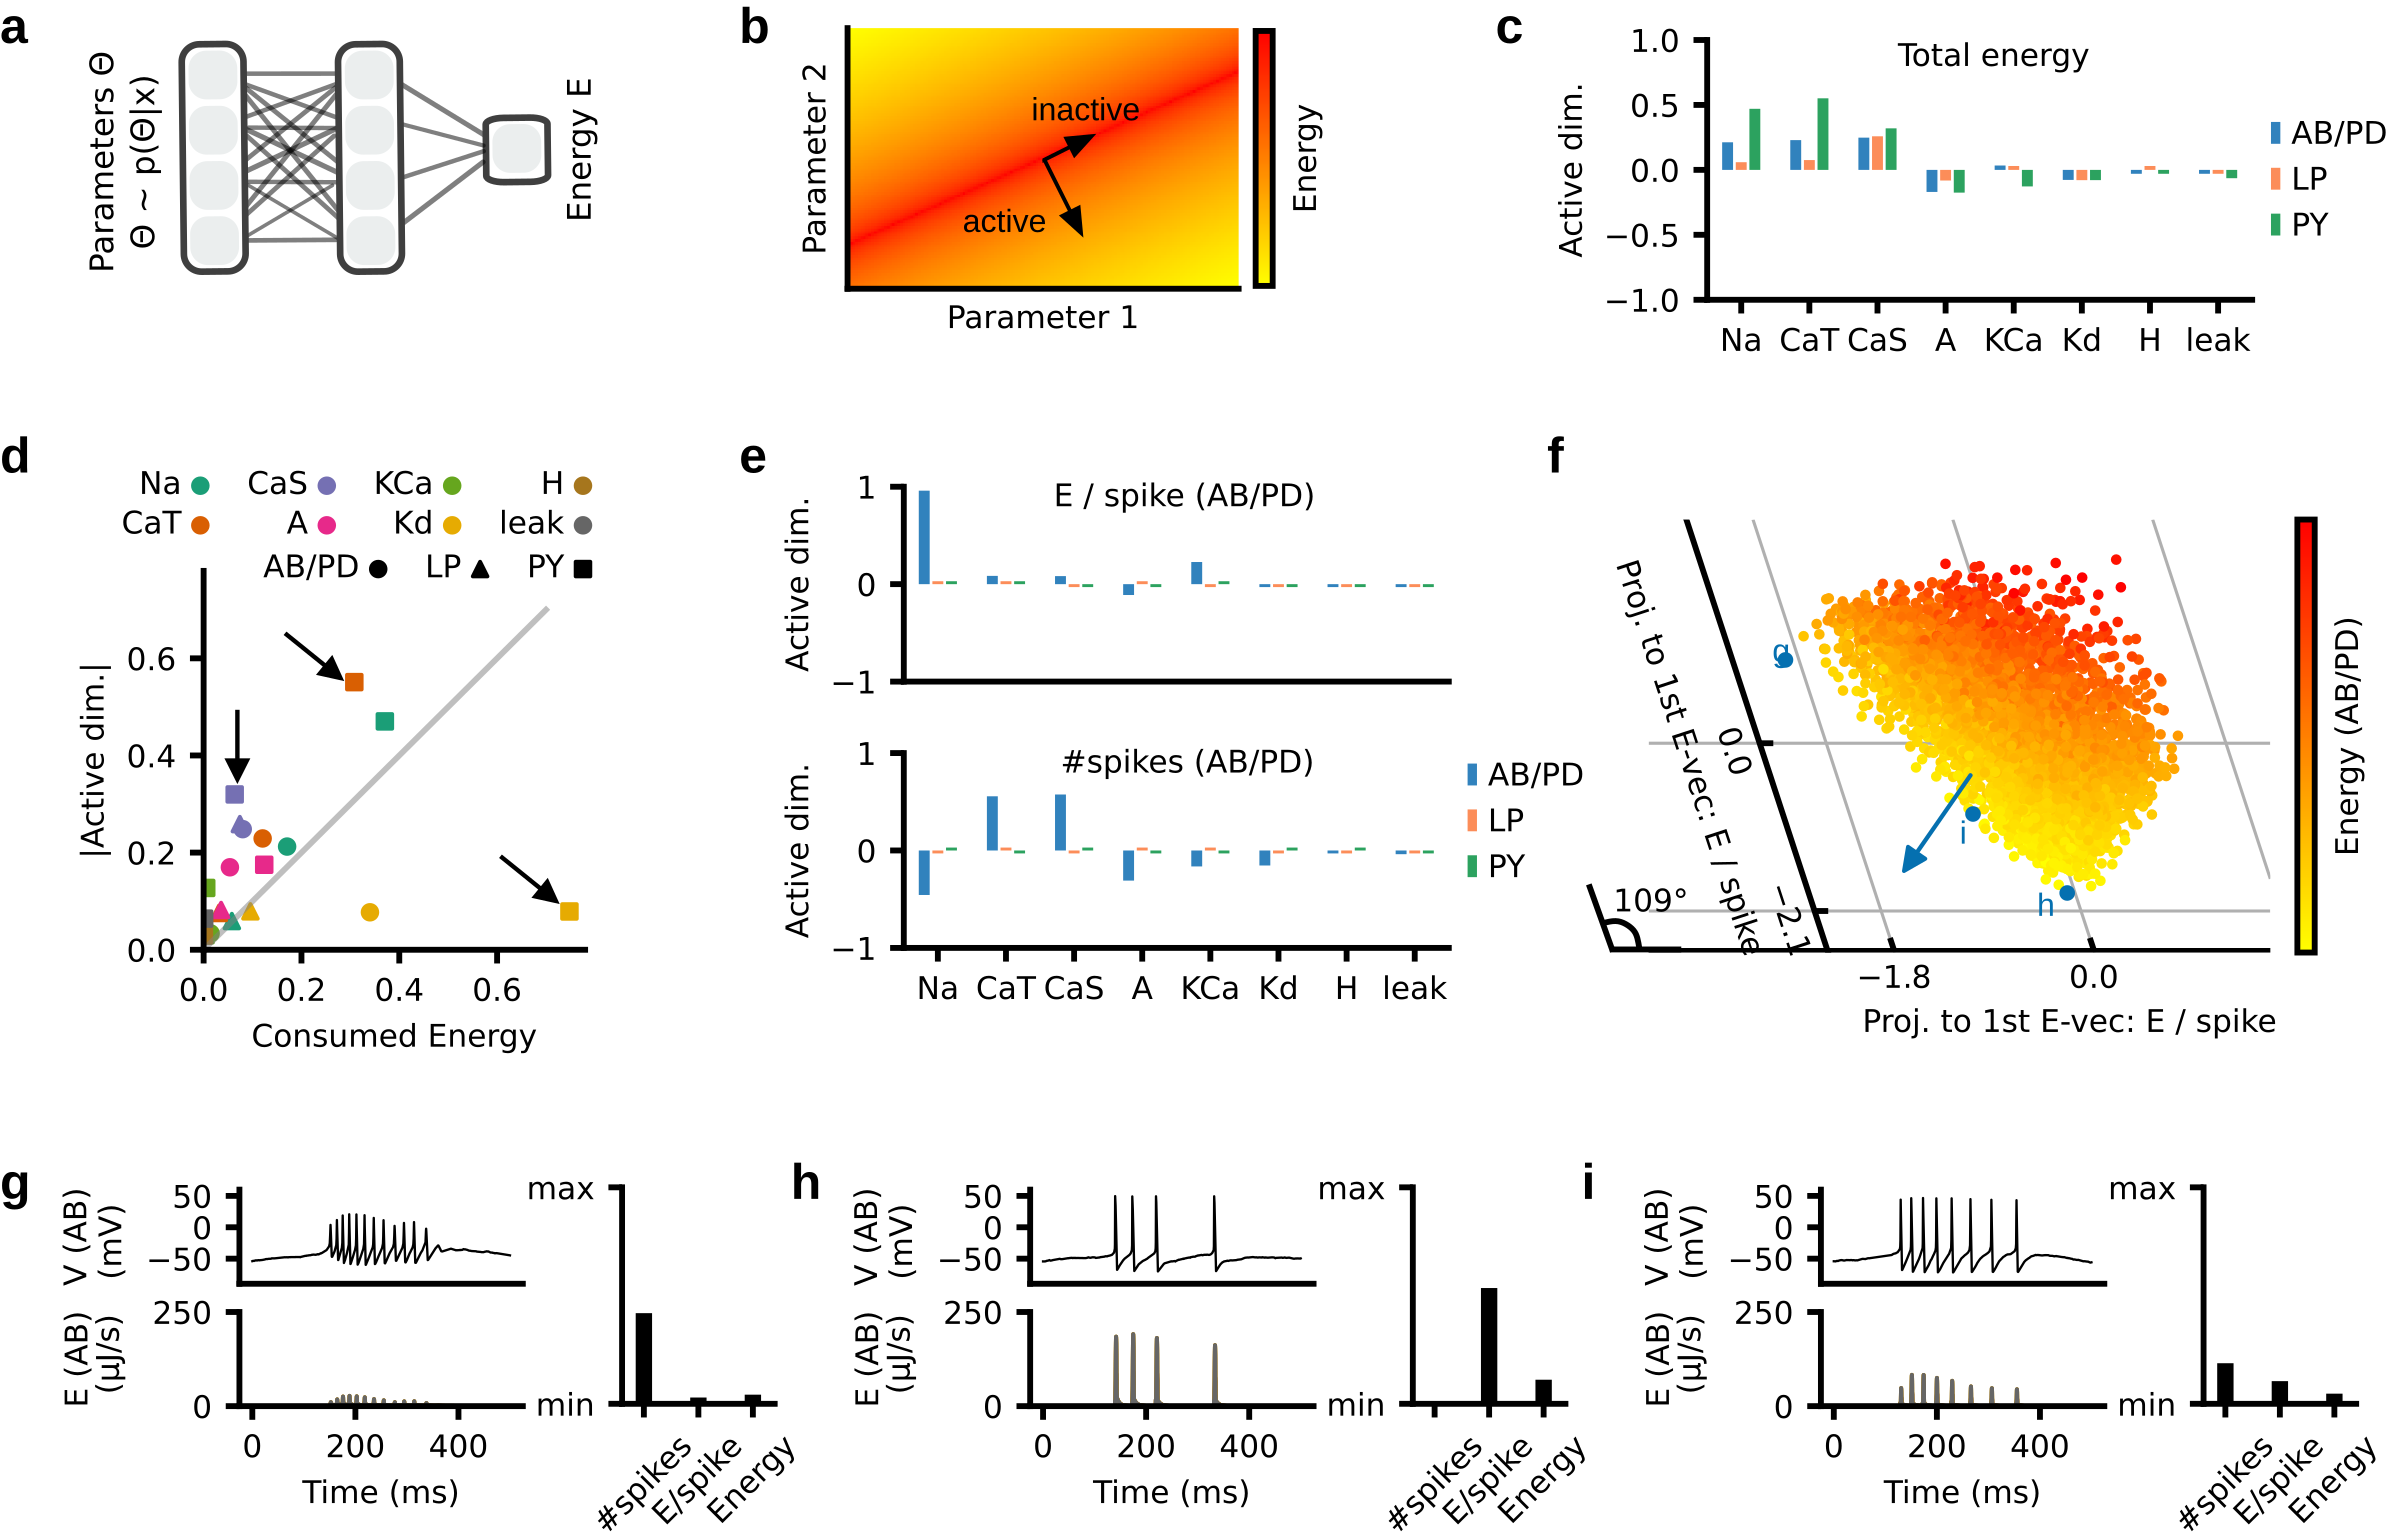 a
Parameters Θ
Θ ~ p(Θ|x)
Energy E
b
Parameter 2
inactive
active
Parameter 1
Energy
c
Total energy
Active dim.
1.0
0.5
0.0
−0.5
−1.0
Na CaT CaS A KCa Kd H leak
AB/PD
LP
PY
d
Na CaS KCa H
CaT A Kd leak
AB/PD LP PY
|Active dim.|
0.6
0.4
0.2
0.0
0.0 0.2 0.4 0.6
Consumed Energy
e
E / spike (AB/PD)
Active dim.
1
0
−1
#spikes (AB/PD)
Active dim.
1
0
−1
Na CaT CaS A KCa Kd H leak
AB/PD
LP
PY
f
Proj. to 1st E-vec: E / spike
0.0
−2.1
109°
g
i
h
−1.8 0.0
Proj. to 1st E-vec: E / spike
Energy (AB/PD)
g
V (AB)
(mV)
50
0
−50
E (AB)
(μJ/s)
250
0
0 200 400
Time (ms)
max
min
#spikes
E/spike
Energy
h
V (AB)
(mV)
50
0
−50
E (AB)
(μJ/s)
250
0
0 200 400
Time (ms)
max
min
#spikes
E/spike
Energy
i
V (AB)
(mV)
50
0
−50
E (AB)
(μJ/s)
250
0
0 200 400
Time (ms)
max
min
#spikes
E/spike
Energy